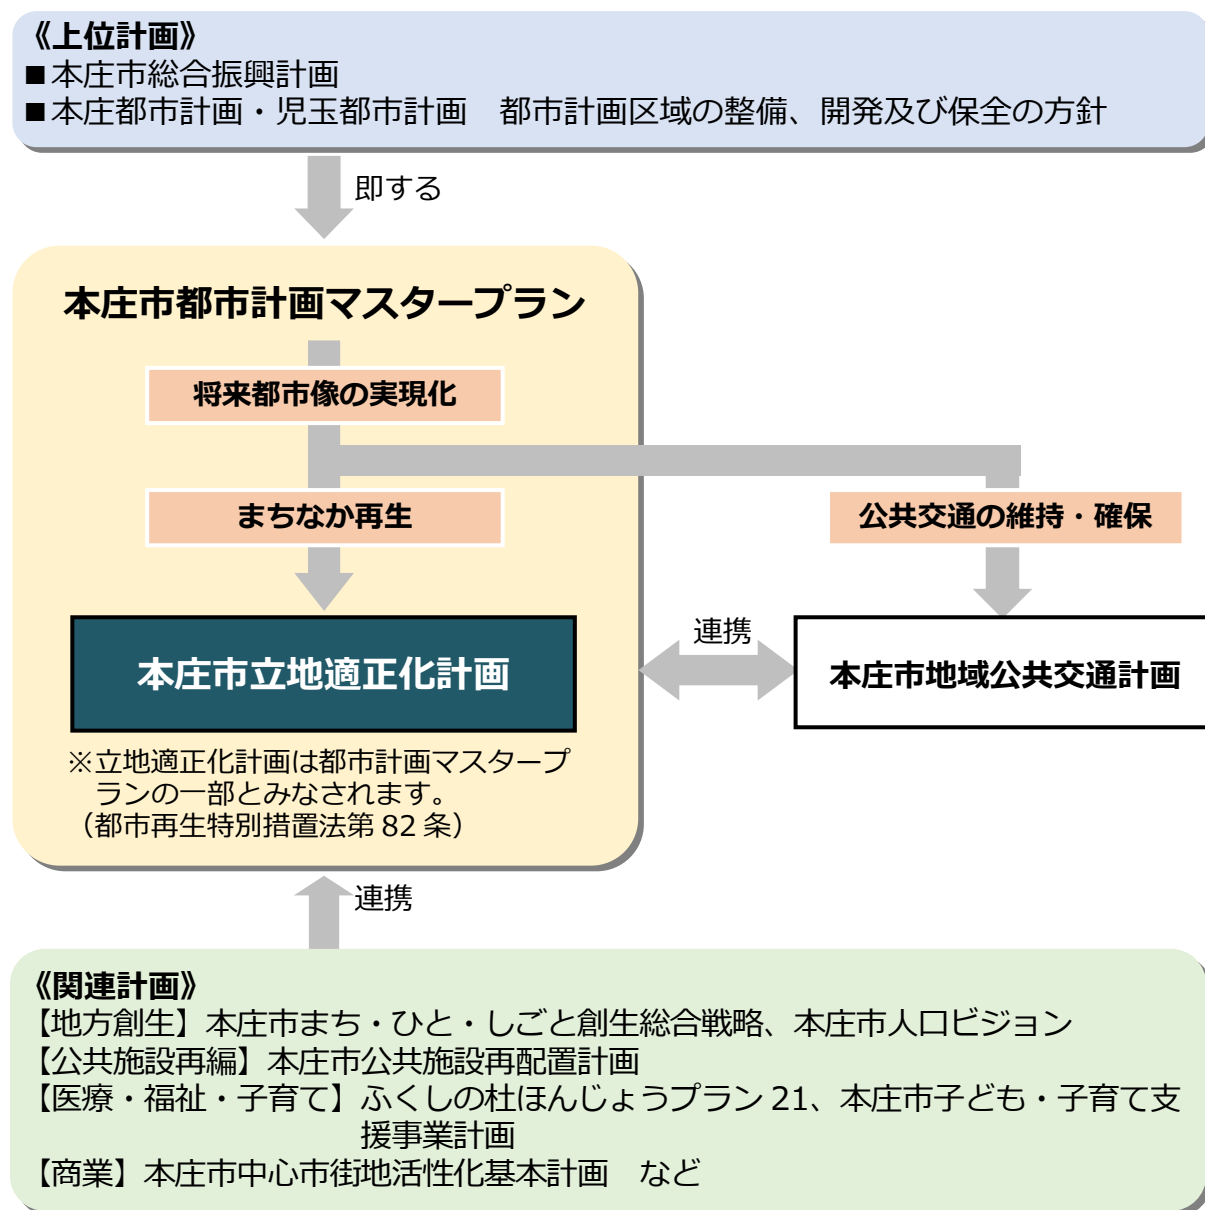 《上位計画》
■本庄市総合振興計画
■本庄都市計画・児玉都市計画　都市計画区域の整備、開発及び保全の方針
即する
本庄市都市計画マスタープラン
将来都市像の実現化
まちなか再生
公共交通の維持・確保
本庄市立地適正化計画
連携
本庄市地域公共交通計画
※立地適正化計画は都市計画マスタープ
ランの一部とみなされます。
（都市再生特別措置法第 82 条）
連携
《関連計画》
【地方創生】本庄市まち・ひと・しごと創生総合戦略、本庄市人口ビジョン
【公共施設再編】本庄市公共施設再配置計画
【医療・福祉・子育て】ふくしの杜ほんじょうプラン 21、本庄市子ども・子育て支
援事業計画
【商業】本庄市中心市街地活性化基本計画　など